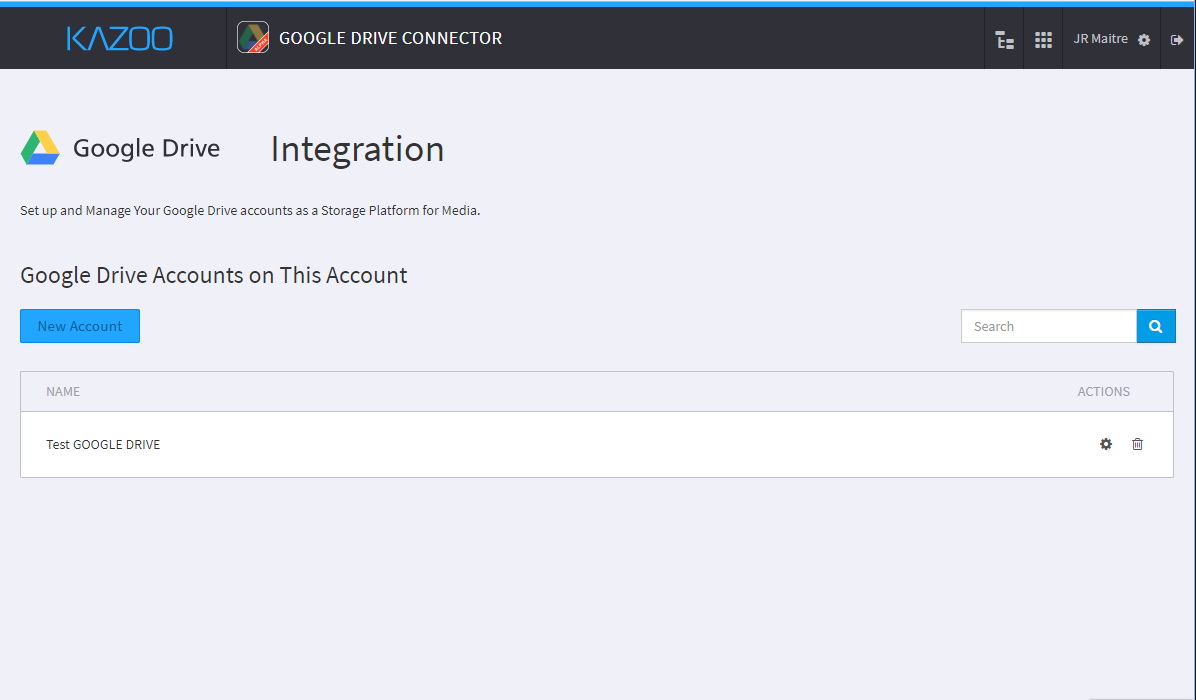 KAZOO
GOOGLE DRIVE CONNECTOR
JR Maitre
Google Drive
Integration
Set up and Manage Your Google Drive accounts as a Storage Platform for Media.
Google Drive Accounts on This Account
New Account
Search
NAME
ACTIONS
Test GOOGLE DRIVE